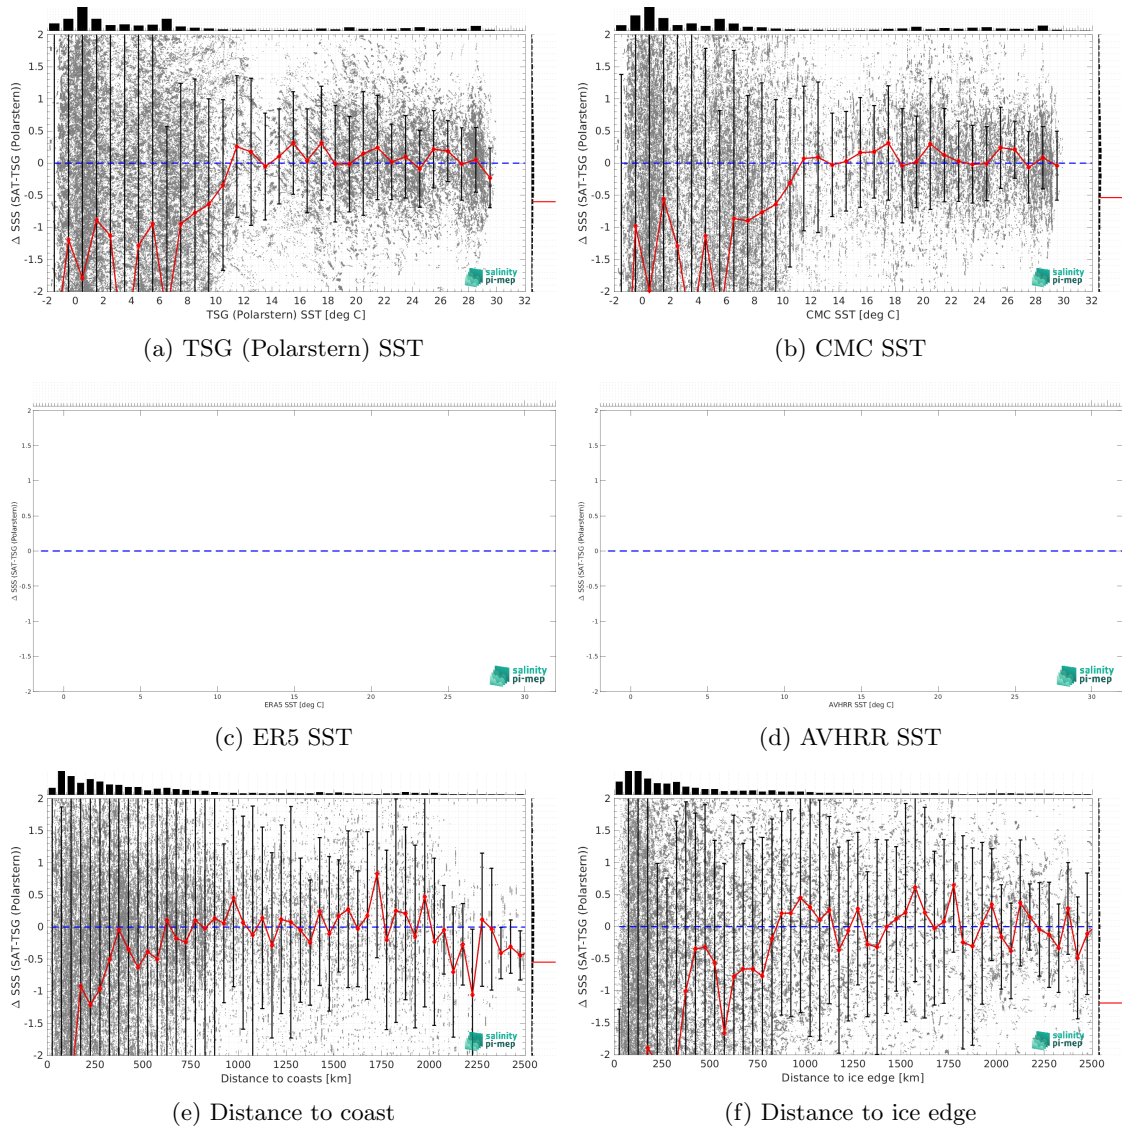 2
1.5
1
0.5
0
-0.5
-1
-1.5
-2
Δ SSS (SAT-TSG (Polarstern))
-2 0 2 4 6 8 10 12 14 16 18 20 22 24 26 28 30 32
TSG (Polarstern) SST [deg C]
salinity
pi-mep
(a) TSG (Polarstern) SST
2
1.5
1
0.5
0
-0.5
-1
-1.5
-2
Δ SSS (SAT-TSG (Polarstern))
-2 0 2 4 6 8 10 12 14 16 18 20 22 24 26 28 30 32
CMC SST [deg C]
salinity
pi-mep
(b) CMC SST
2
1.5
1
0.5
0
-0.5
-1
-1.5
-2
Δ SSS (SAT-TSG (Polarstern))
0 5 10 15 20 25 30
ERA5 SST [deg C]
salinity
pi-mep
(c) ER5 SST
2
1.5
1
0.5
0
-0.5
-1
-1.5
-2
Δ SSS (SAT-TSG (Polarstern))
0 5 10 15 20 25 30
AVHRR SST [deg C]
salinity
pi-mep
(d) AVHRR SST
2
1.5
1
0.5
0
-0.5
-1
-1.5
-2
Δ SSS (SAT-TSG (Polarstern))
0 250 500 750 1000 1250 1500 1750 2000 2250 2500
Distance to coasts [km]
salinity
pi-mep
(e) Distance to coast
2
1.5
1
0.5
0
-0.5
-1
-1.5
-2
Δ SSS (SAT-TSG (Polarstern))
0 250 500 750 1000 1250 1500 1750 2000 2250 2500
Distance to ice edge [km]
salinity
pi-mep
(f) Distance to ice edge